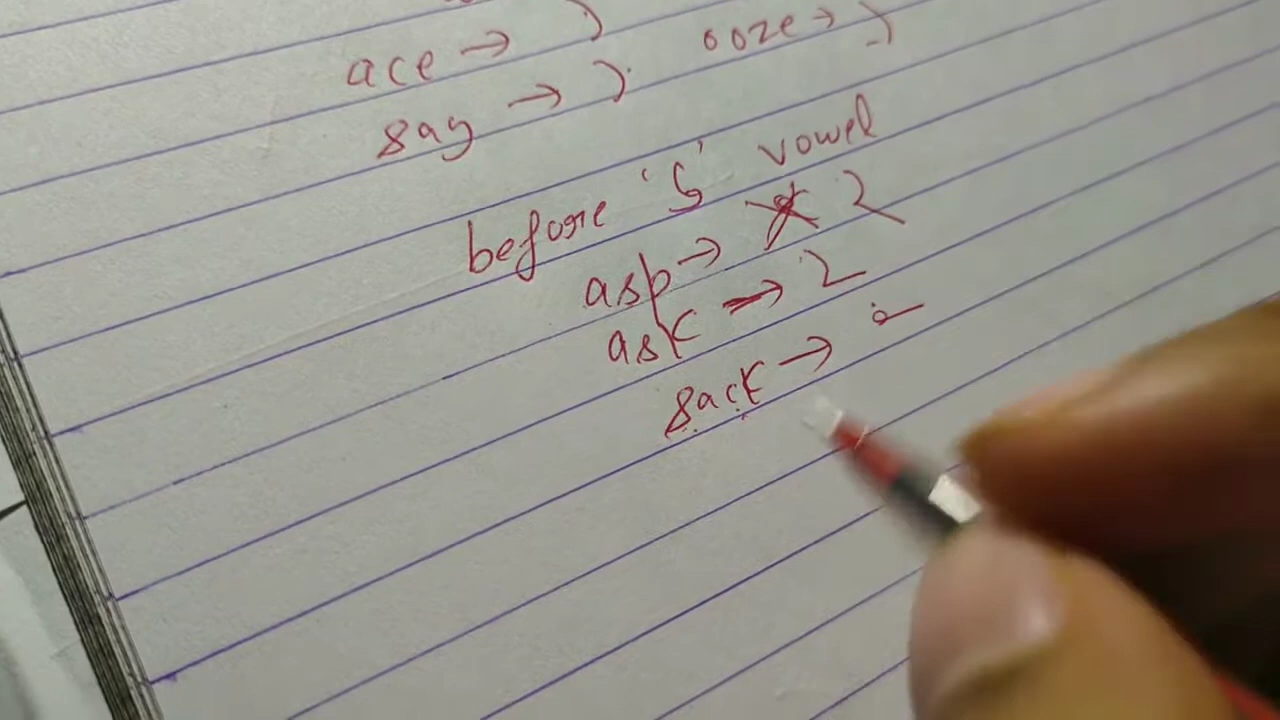 ace → ooze →
say →
before 's' vowel
asp →
ask →
sack →